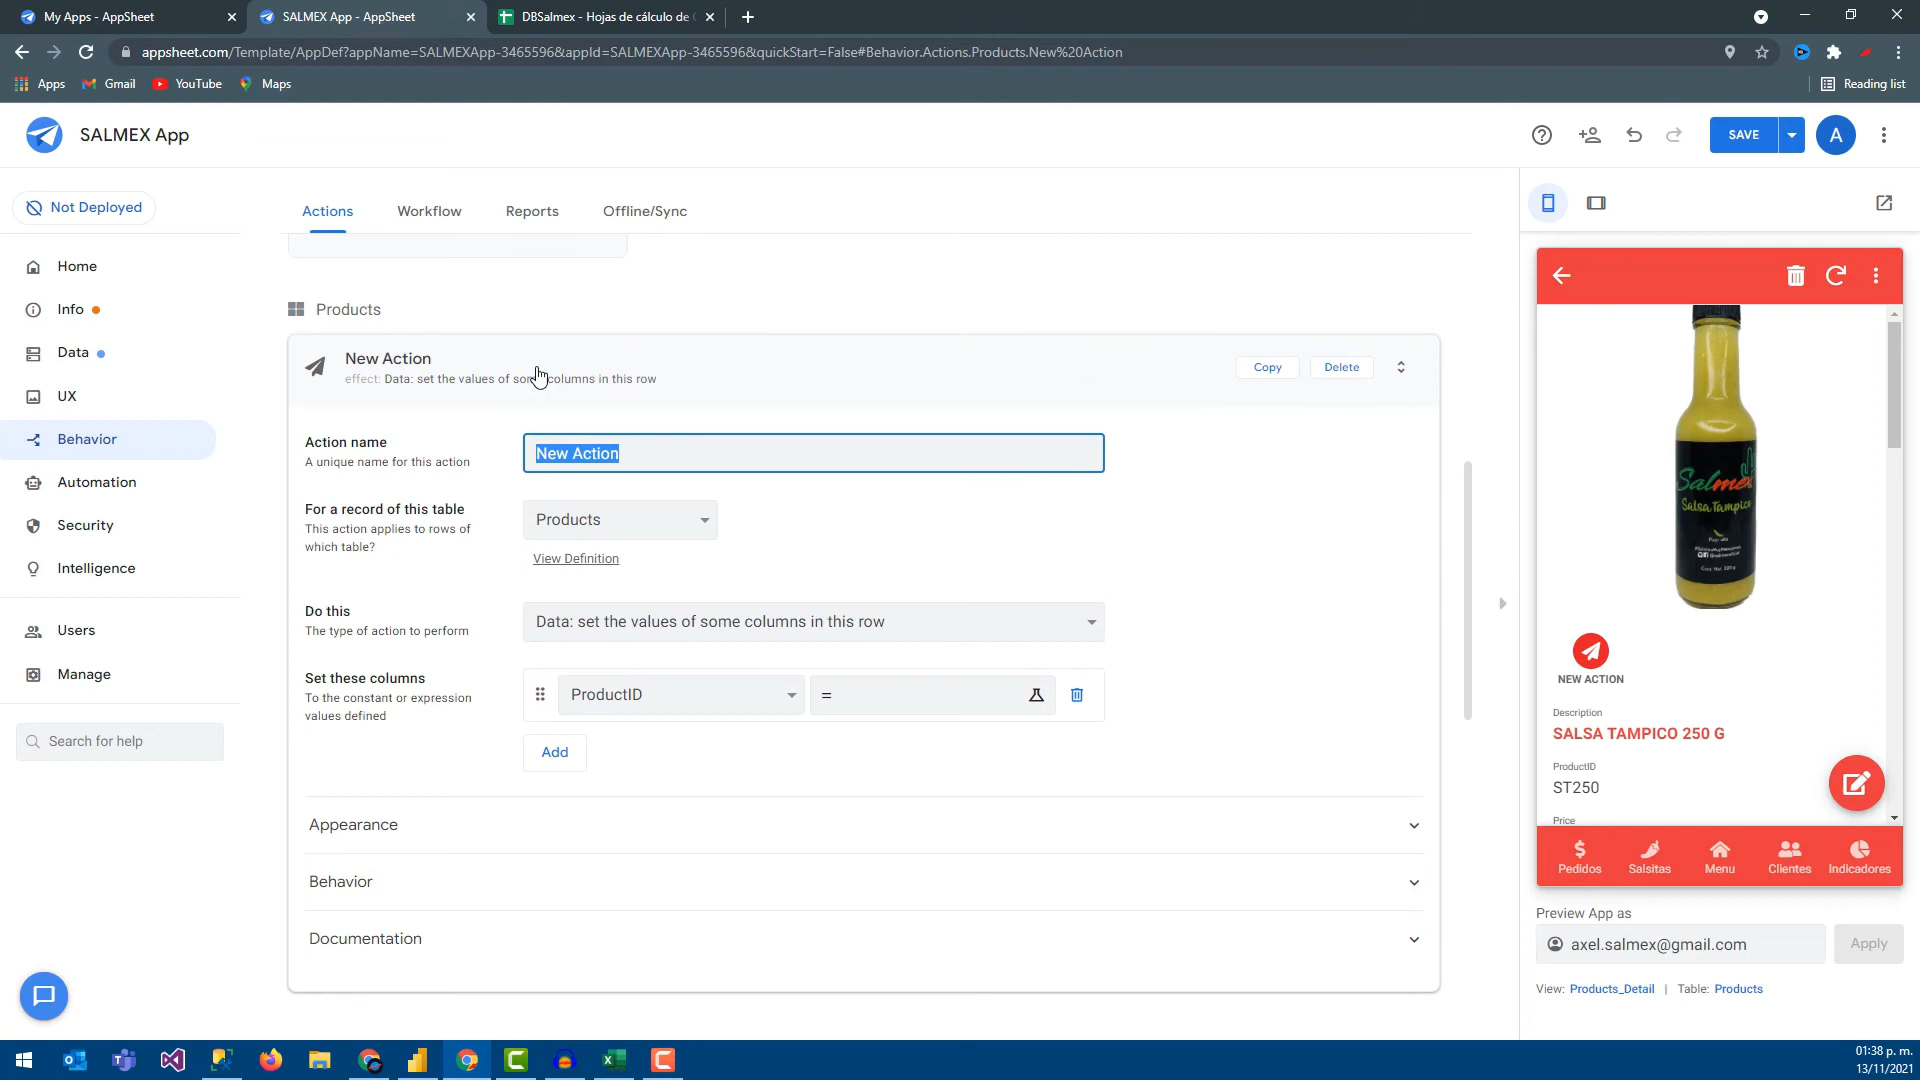 My Apps - AppSheet
SALMEX App - AppSheet
DBSalmex - Hojas de cálculo de
appsheet.com/Template/AppDef?appName=SALMEXApp-3465596&appId=SALMEXApp-3465596&quickStart=False#Behavior.Actions.Products.New%20Action
Apps
Gmail
YouTube
Maps
Reading list
SALMEX App
SAVE
A
Not Deployed
Home
Info
Data
UX
Behavior
Automation
Security
Intelligence
Users
Manage
Search for help
Actions
Workflow
Reports
Offline/Sync
Products
New Action
effect: Data: set the values of some columns in this row
Copy
Delete
Action name
A unique name for this action
New Action
For a record of this table
This action applies to rows of
which table?
Products
View Definition
Do this
The type of action to perform
Data: set the values of some columns in this row
Set these columns
To the constant or expression
values defined
ProductID
=
Add
Appearance
Behavior
Documentation
Salmex
Salsa Tampico
NEW ACTION
Description
SALSA TAMPICO 250 G
ProductID
ST250
Price
Pedidos
Salsitas
Menu
Clientes
Indicadores
Preview App as
axel.salmex@gmail.com
Apply
View: Products_Detail | Table: Products
01:38 p. m.
13/11/2021